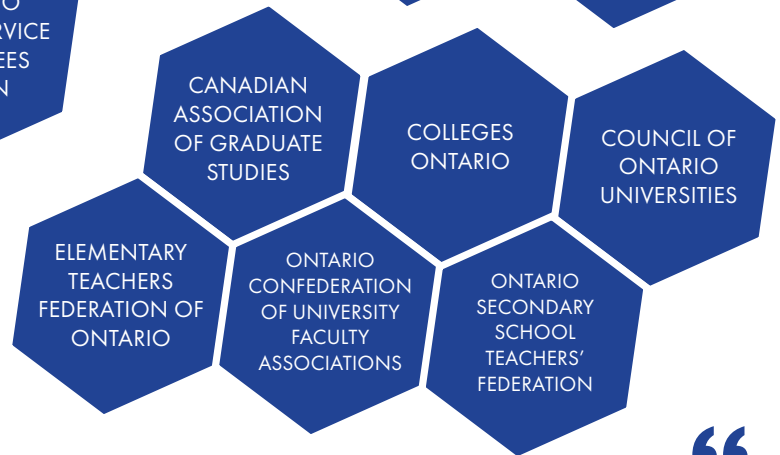 CANADIAN
ASSOCIATION
OF GRADUATE
STUDIES
COLLEGES
ONTARIO
COUNCIL OF
ONTARIO
UNIVERSITIES
ELEMENTARY
TEACHERS
FEDERATION OF
ONTARIO
ONTARIO
CONFEDERATION
OF UNIVERSITY
FACULTY
ASSOCIATIONS
ONTARIO
SECONDARY
SCHOOL
TEACHERS’
FEDERATION
“